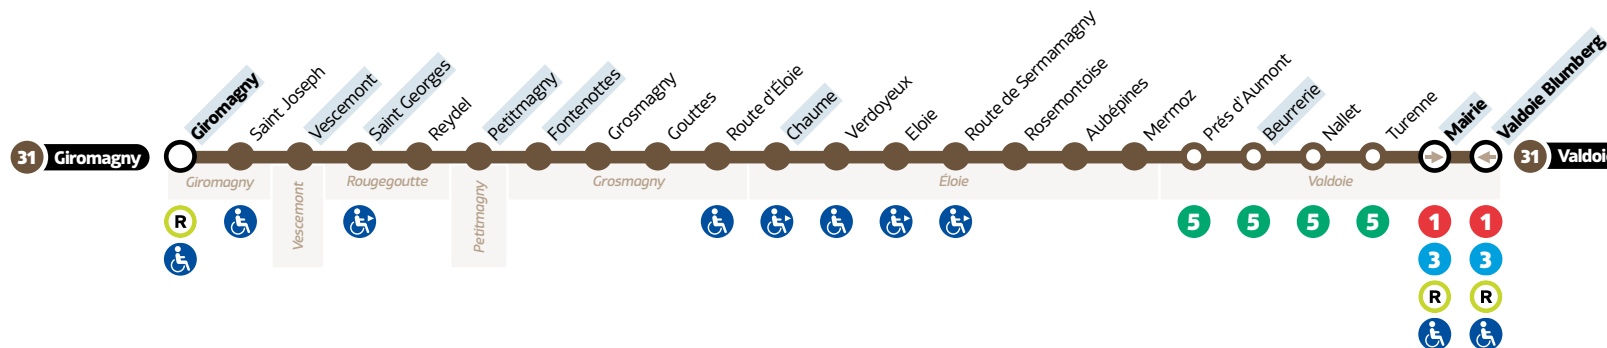 31 Giromagny
Giromagny
Saint Joseph
Vescemont
Saint Georges
Reydel
Petitmagny
Fontenottes
Grosmagny
Gouttes
Route d'Éloie
Chaume
Verdoyeux
Eloie
Route de Sermamagny
Rosemontoise
Aubépines
Mermoz
Prés d'Aumont
Beurrerie
Nallet
Turenne
Mairie
Valdoie Blumberg
31 Valdoie
Giromagny
Vescemont
Rougegoutte
Petitmagny
Grosmagny
Éloie
Valdoie
R
5 5 5 5 1 1
3 3
R R